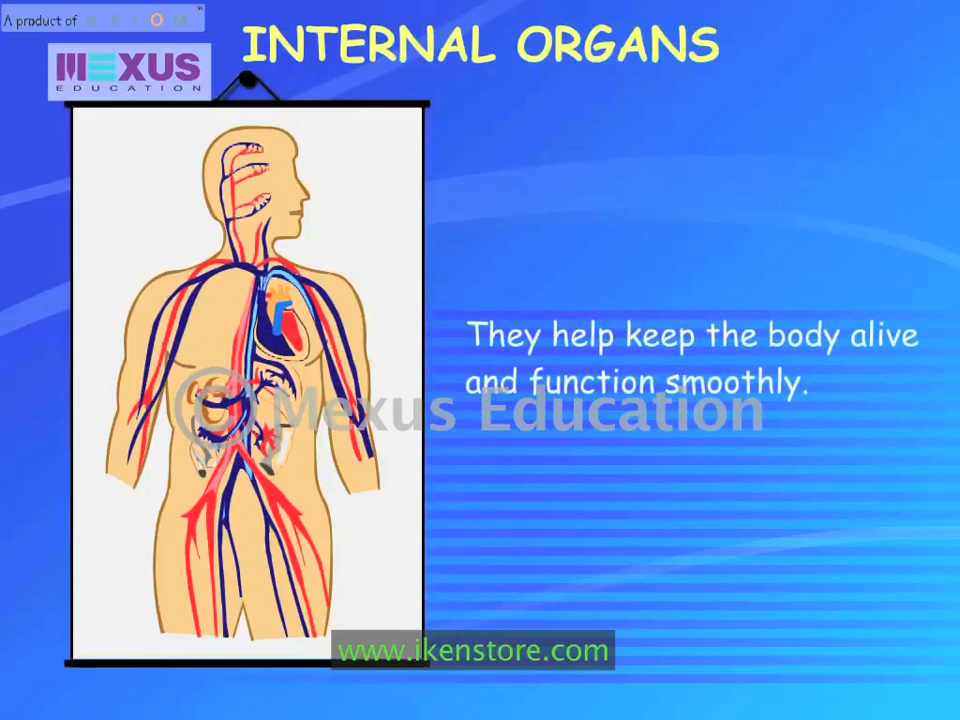 A product of AXIOM™
MEXUS
EDUCATION
INTERNAL ORGANS
They help keep the body alive
and function smoothly.
© Mexus Education
www.ikenstore.com